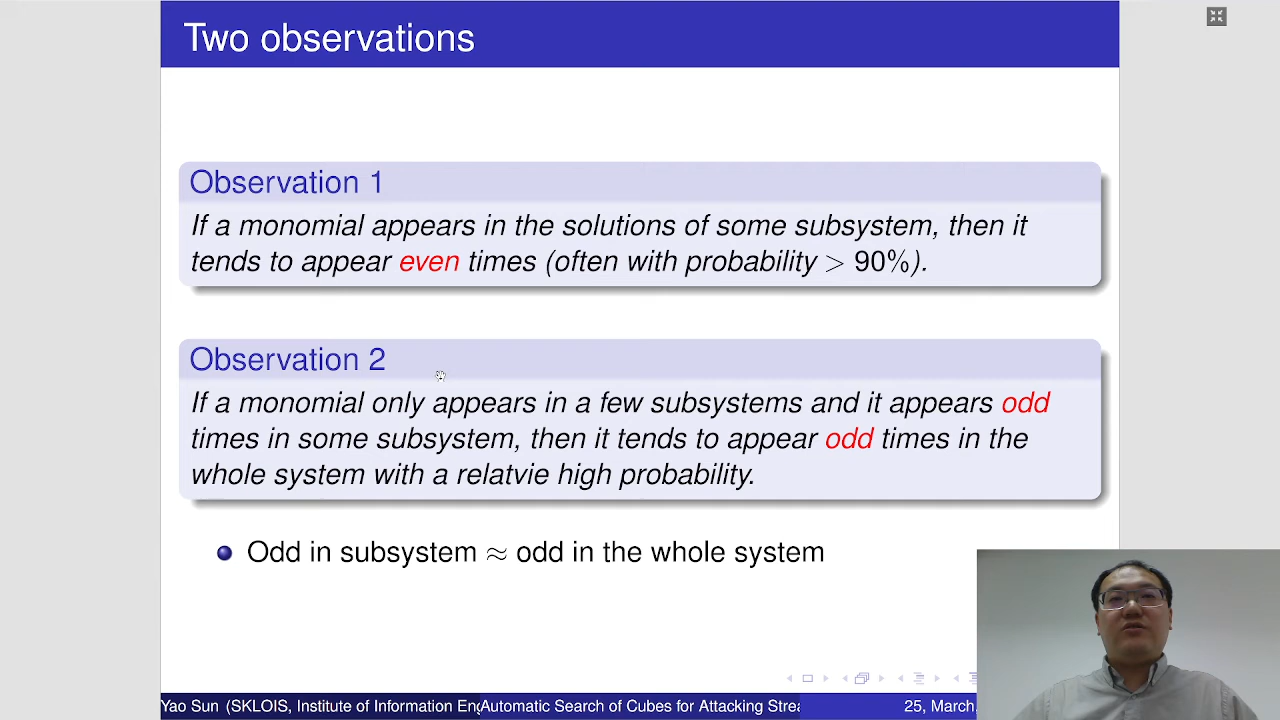 Two observations
Observation 1
If a monomial appears in the solutions of some subsystem, then it
tends to appear even times (often with probability > 90%).
Observation 2
If a monomial only appears in a few subsystems and it appears odd
times in some subsystem, then it tends to appear odd times in the
whole system with a relatvie high probability.
Odd in subsystem ≈ odd in the whole system
Yao Sun (SKLOIS, Institute of Information Eng Automatic Search of Cubes for Attacking Strea 25, March,